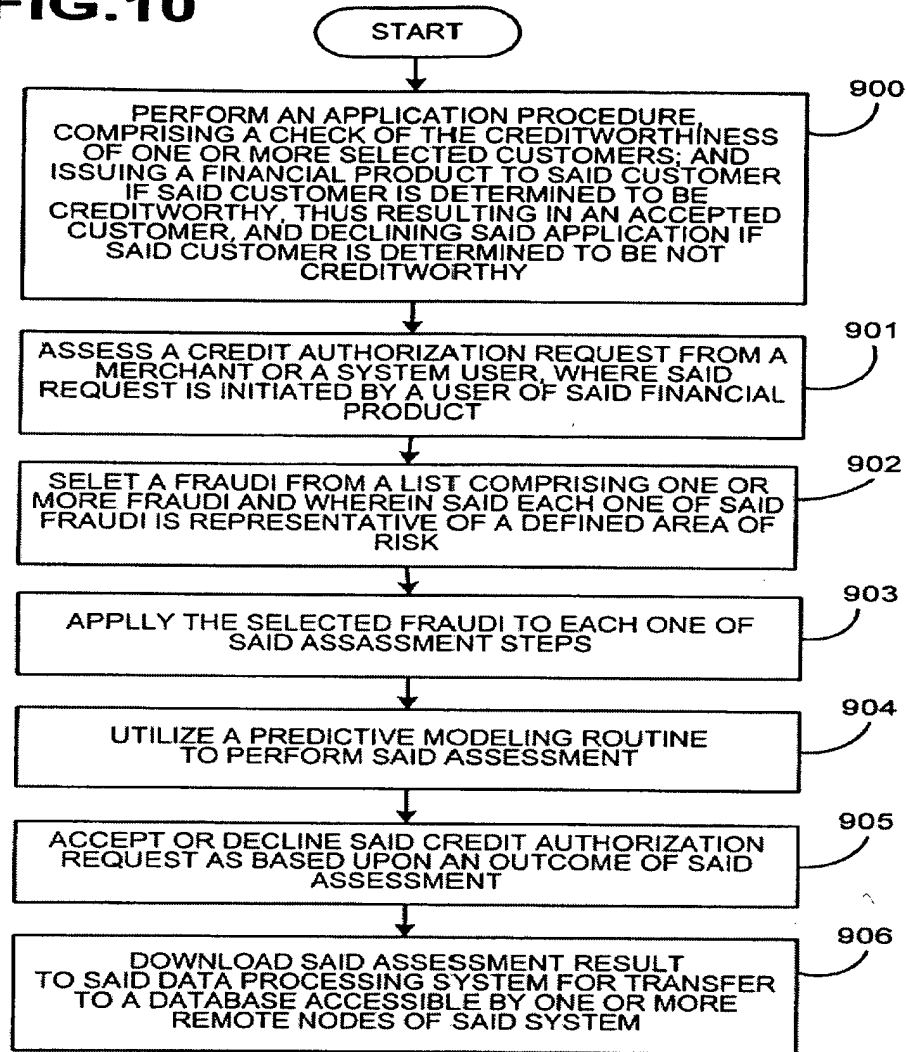 FIG.10
START
900
PERFORM AN APPLICATION PROCEDURE,
COMPRISING A CHECK OF THE CREDITWORTHINESS
OF ONE OR MORE SELECTED CUSTOMERS; AND
ISSUING A FINANCIAL PRODUCT TO SAID CUSTOMER
IF SAID CUSTOMER IS DETERMINED TO BE
CREDITWORTHY, THUS RESULTING IN AN ACCEPTED
CUSTOMER, AND DECLINING SAID APPLICATION IF
SAID CUSTOMER IS DETERMINED TO BE NOT
CREDITWORTHY
901
ASSESS A CREDIT AUTHORIZATION REQUEST FROM A
MERCHANT OR A SYSTEM USER, WHERE SAID
REQUEST IS INITIATED BY A USER OF SAID FINANCIAL
PRODUCT
902
SELET A FRAUDI FROM A LIST COMPRISING ONE OR
MORE FRAUDI AND WHEREIN SAID EACH ONE OF SAID
FRAUDI IS REPRESENTATIVE OF A DEFINED AREA OF
RISK
903
APPLLY THE SELECTED FRAUDI TO EACH ONE OF
SAID ASSASSMENT STEPS
904
UTILIZE A PREDICTIVE MODELING ROUTINE
TO PERFORM SAID ASSESSMENT
905
ACCEPT OR DECLINE SAID CREDIT AUTHORIZATION
REQUEST AS BASED UPON AN OUTCOME OF SAID
ASSESSMENT
906
DOWNLOAD SAID ASSESSMENT RESULT
TO SAID DATA PROCESSING SYSTEM FOR TRANSFER
TO A DATABASE ACCESSIBLE BY ONE OR MORE
REMOTE NODES OF SAID SYSTEM